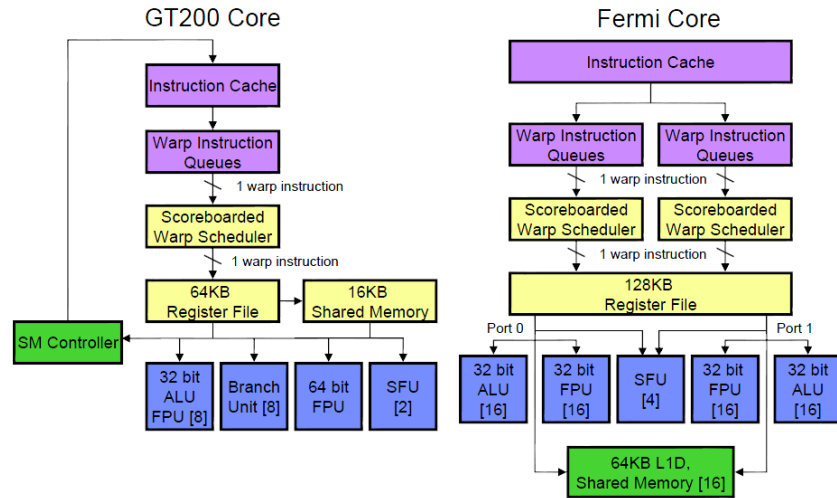 GT200 Core
Instruction Cache
Warp Instruction
Queues
1 warp instruction
Scoreboarded
Warp Scheduler
1 warp instruction
64KB
Register File
16KB
Shared Memory
SM Controller
32 bit
ALU
FPU [8]
Branch
Unit [8]
64 bit
FPU
SFU
[2]
Fermi Core
Instruction Cache
Warp Instruction
Queues
Warp Instruction
Queues
1 warp instruction
Scoreboarded
Warp Scheduler
Scoreboarded
Warp Scheduler
1 warp instruction
128KB
Register File
Port 0
Port 1
32 bit
ALU
[16]
32 bit
FPU
[16]
SFU
[4]
32 bit
FPU
[16]
32 bit
ALU
[16]
64KB L1D,
Shared Memory [16]